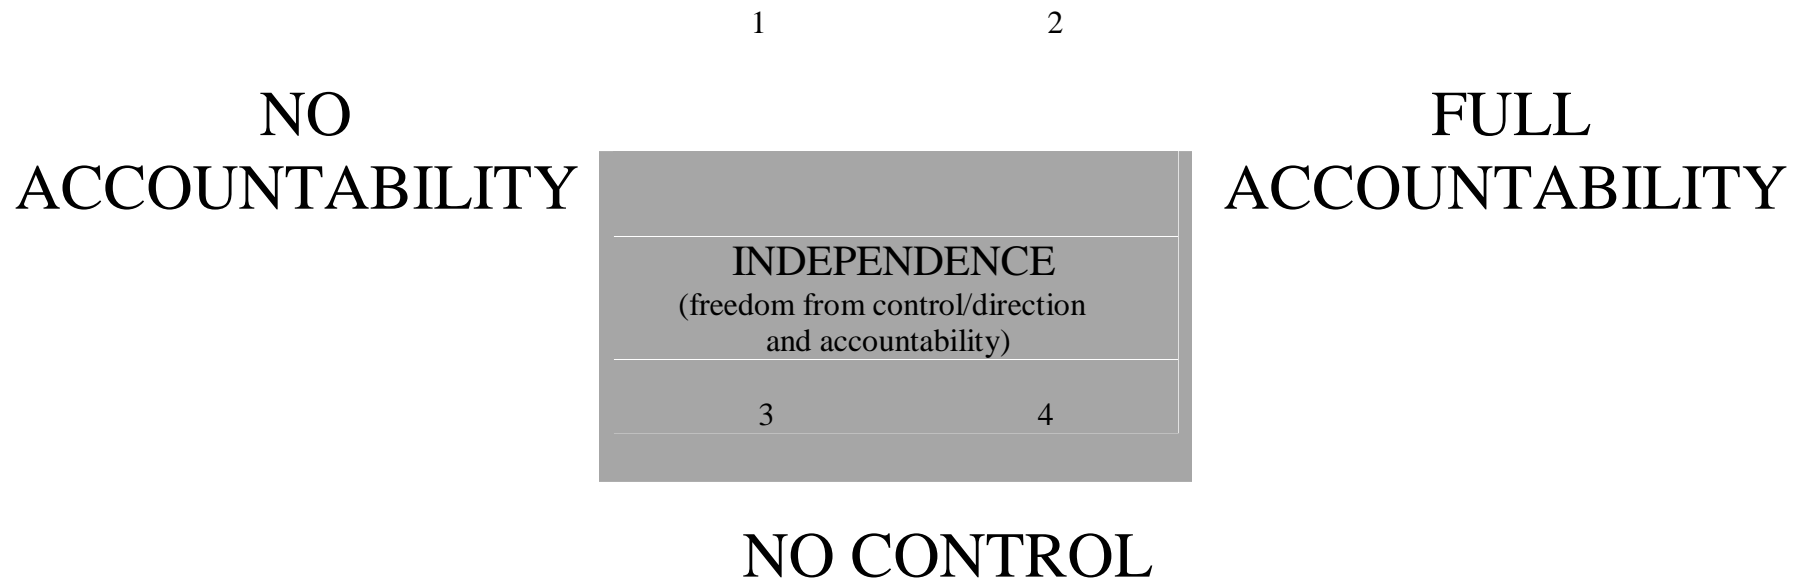 1 2
NO
ACCOUNTABILITY
FULL
ACCOUNTABILITY
INDEPENDENCE
(freedom from control/direction
and accountability)
3 4
NO CONTROL